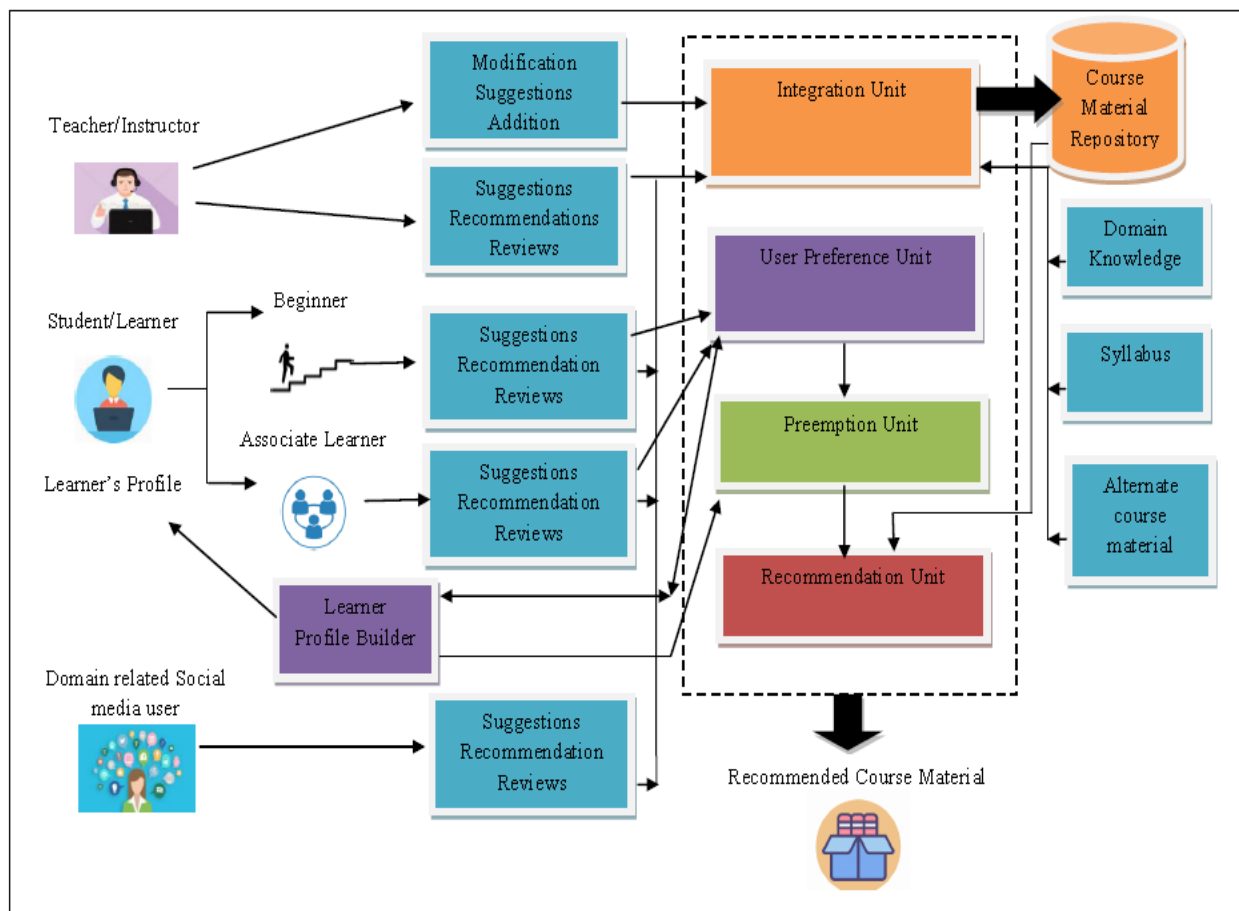 Teacher/Instructor
Modification
Suggestions
Addition
Suggestions
Recommendations
Reviews
Student/Learner
Beginner
Suggestions
Recommendation
Reviews
Associate Learner
Suggestions
Recommendation
Reviews
Learner's Profile
Learner
Profile Builder
Domain related Social
media user
Suggestions
Recommendation
Reviews
Integration Unit
User Preference Unit
Preemption Unit
Recommendation Unit
Recommended Course Material
Course
Material
Repository
Domain
Knowledge
Syllabus
Alternate
course
material